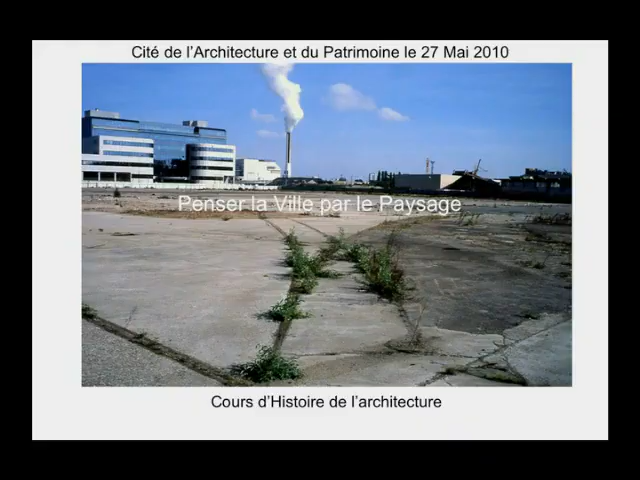 Cité de l'Architecture et du Patrimoine le 27 Mai 2010
Penser la Ville par le Paysage
Cours d'Histoire de l'architecture